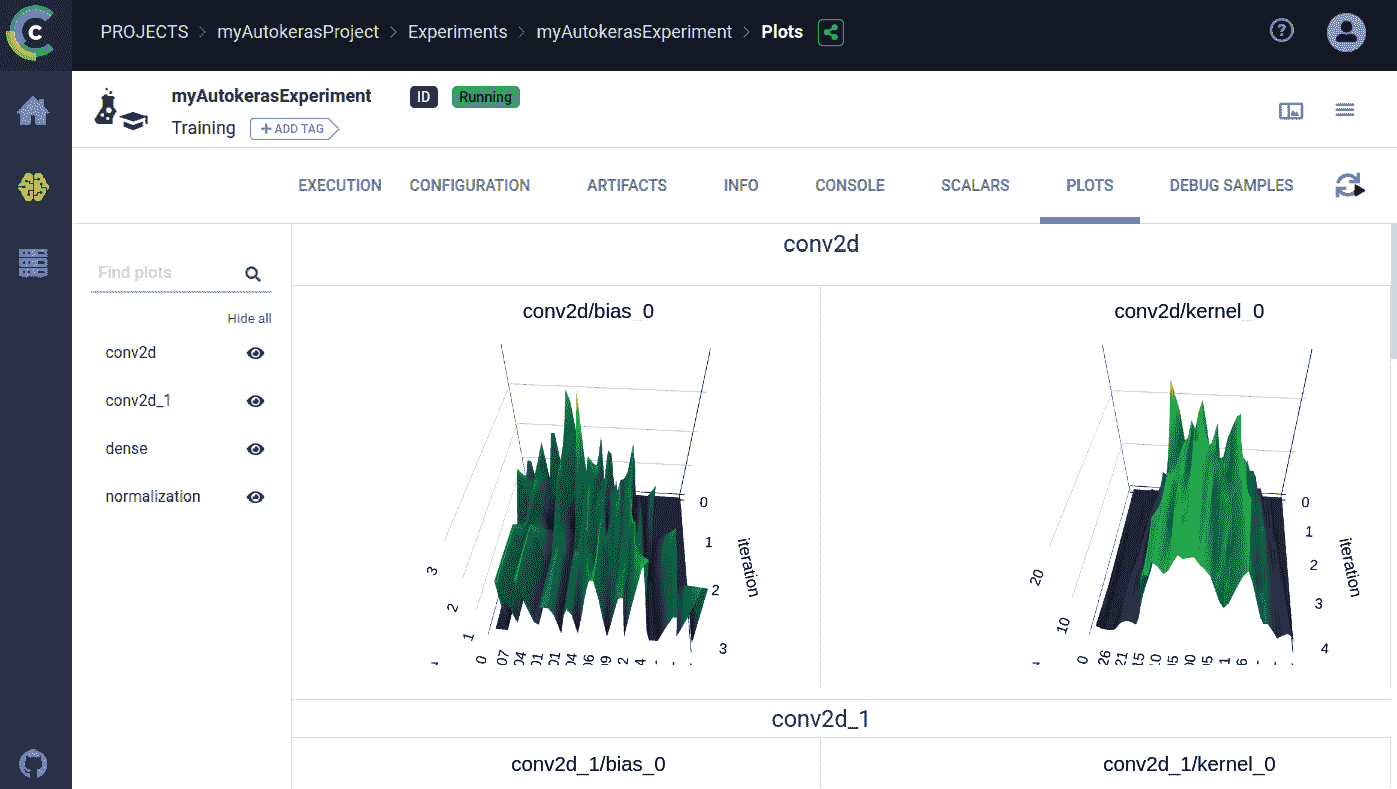 PROJECTS > myAutokerasProject > Experiments > myAutokerasExperiment > Plots
myAutokerasExperiment ID Running
Training + ADD TAG
EXECUTION CONFIGURATION ARTIFACTS INFO CONSOLE SCALARS PLOTS DEBUG SAMPLES
Find plots
Hide all
conv2d
conv2d_1
dense
normalization
conv2d
conv2d/bias_0
0
1
2
3
iteration
3
2
1
0
conv2d/kernel_0
0
1
2
3
4
iteration
20
10
0
conv2d_1
conv2d_1/bias_0
conv2d_1/kernel_0